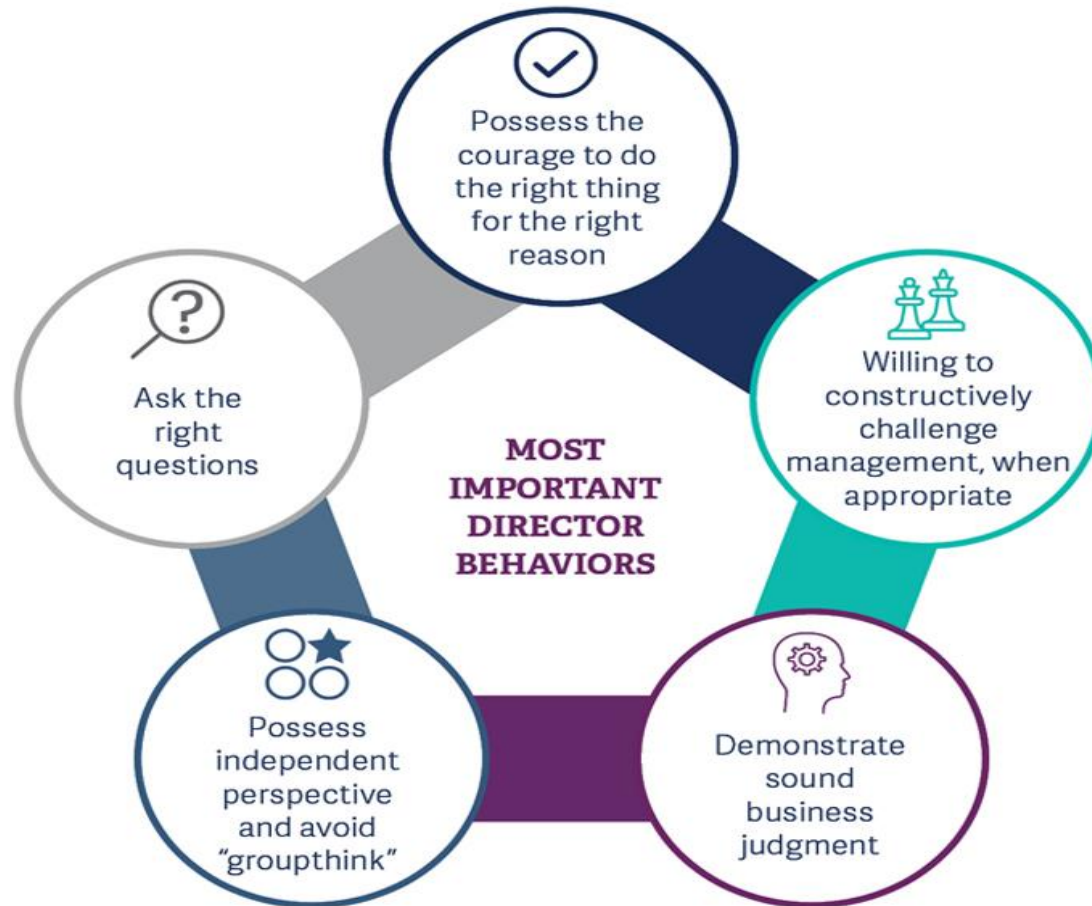 Possess the
courage to do
the right thing
for the right
reason
Willing to
constructively
challenge
management, when
appropriate
Demonstrate
sound
business
judgment
Possess
independent
perspective
and avoid
“groupthink”
?
Ask the
right
questions
MOST
IMPORTANT
DIRECTOR
BEHAVIORS